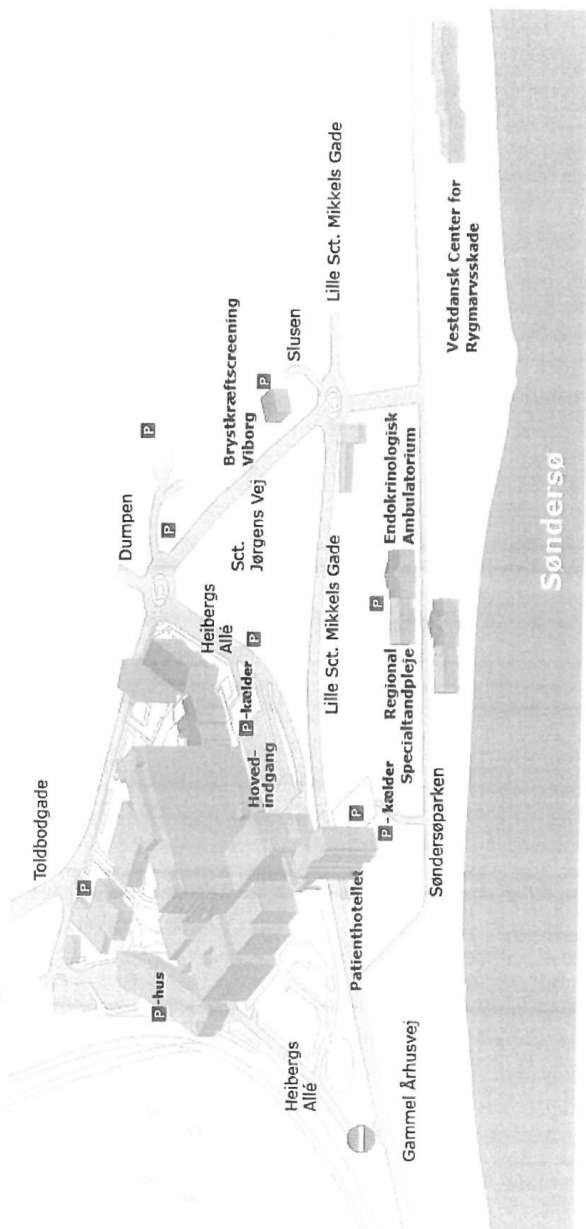 Toldbodgade
Dumpen
P
P
P
P-hus
Heibergs
Allé
P
P-kælder
Hoved-
indgang
Sct.
Jørgens Vej
Brystkræftscreening
Viborg
P
Slusen
Lille Sct. Mikkels Gade
Lille Sct. Mikkels Gade
Heibergs
Allé
Gammel Århusvej
Patienthotellet
P
P - kælder
P
Regional
Specialtandpleje
Endokrinologisk
Ambulatorium
Søndersøparken
Vestdansk Center for
Rygmarvsskade
Søndersø